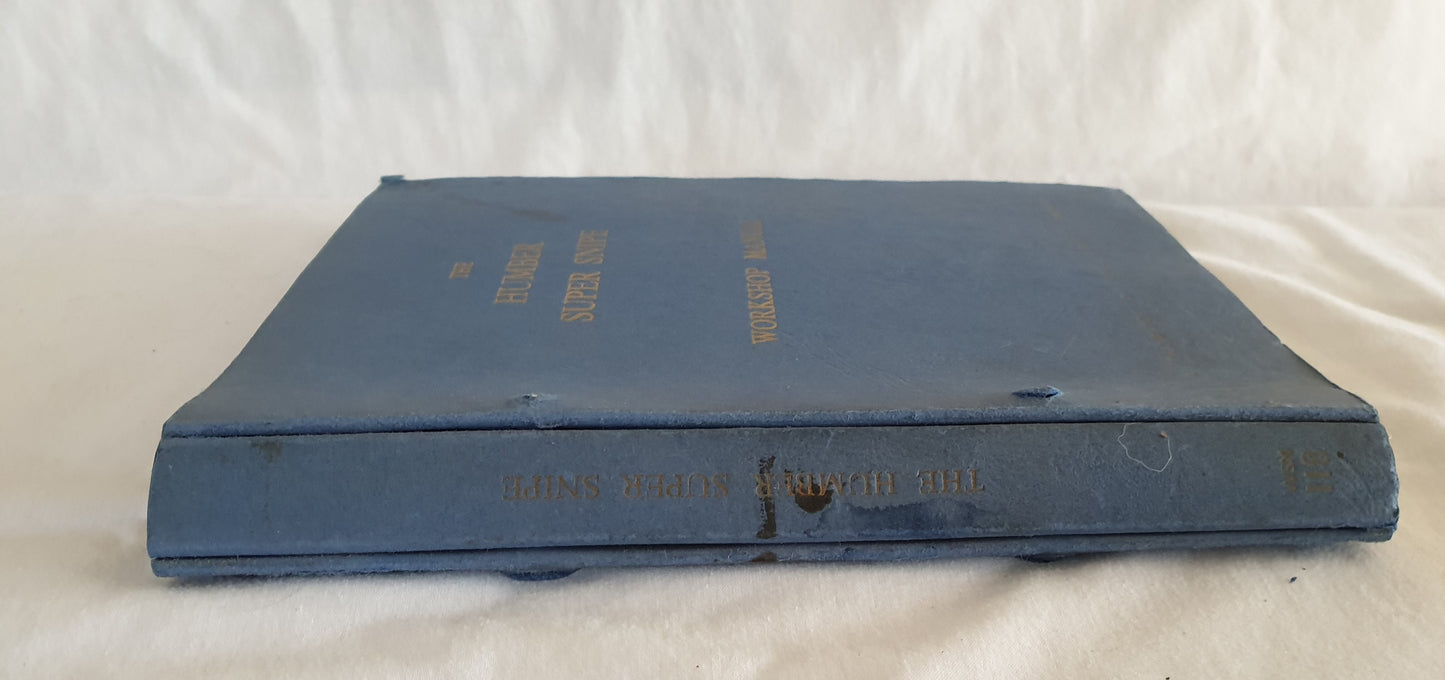 THE
HUMBER
SUPER SNIPE
WORKSHOP MANUAL
THE HUMBER SUPER SNIPE